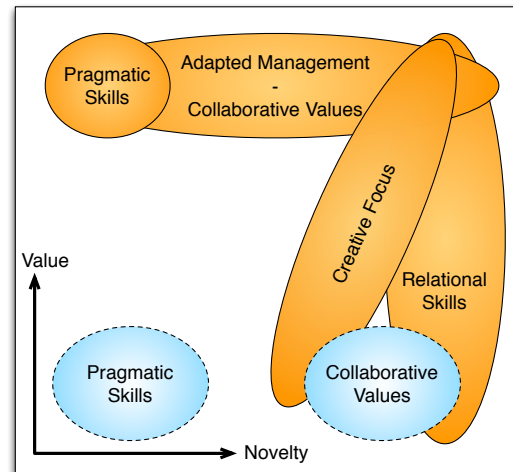 Pragmatic
Skills
Adapted Management
-
Collaborative Values
Creative Focus
Relational
Skills
Value
Pragmatic
Skills
Collaborative
Values
Novelty